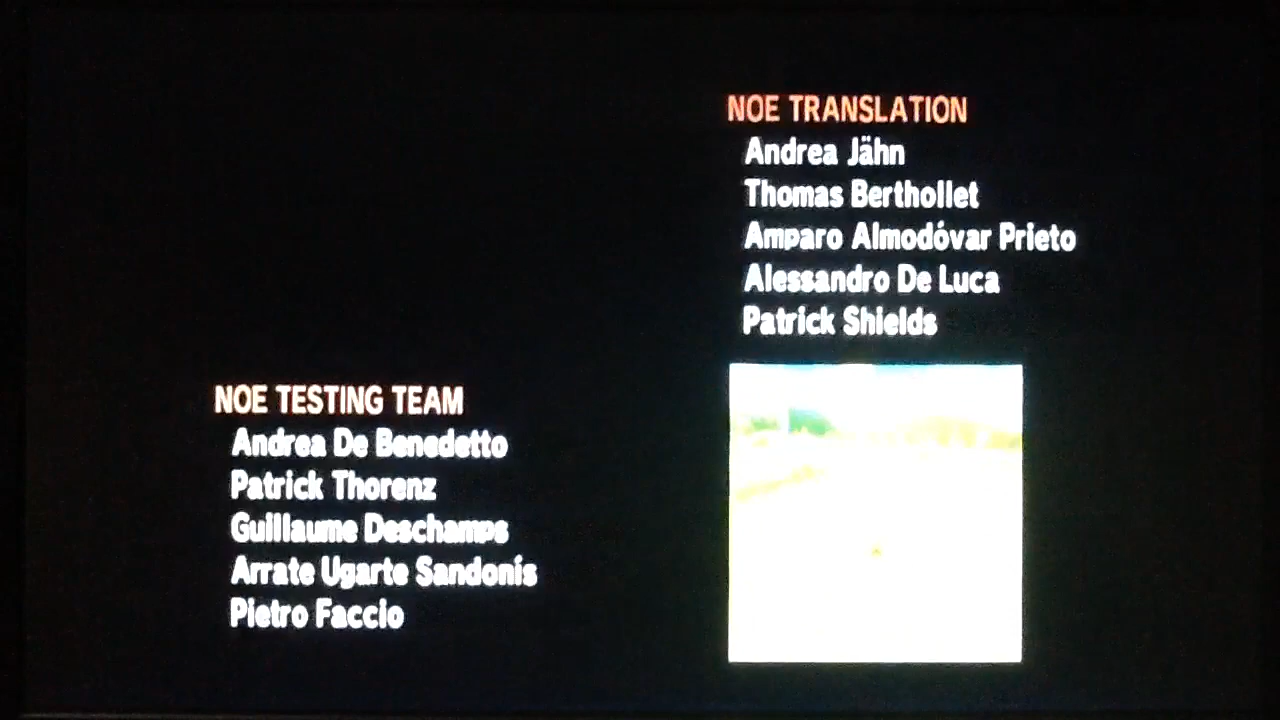 NOE TRANSLATION
Andrea Jähn
Thomas Berthollet
Amparo Almodóvar Prieto
Alessandro De Luca
Patrick Shields
NOE TESTING TEAM
Andrea De Benedetto
Patrick Thorenz
Guillaume Deschamps
Arrate Ugarte Sandonís
Pietro Faccio